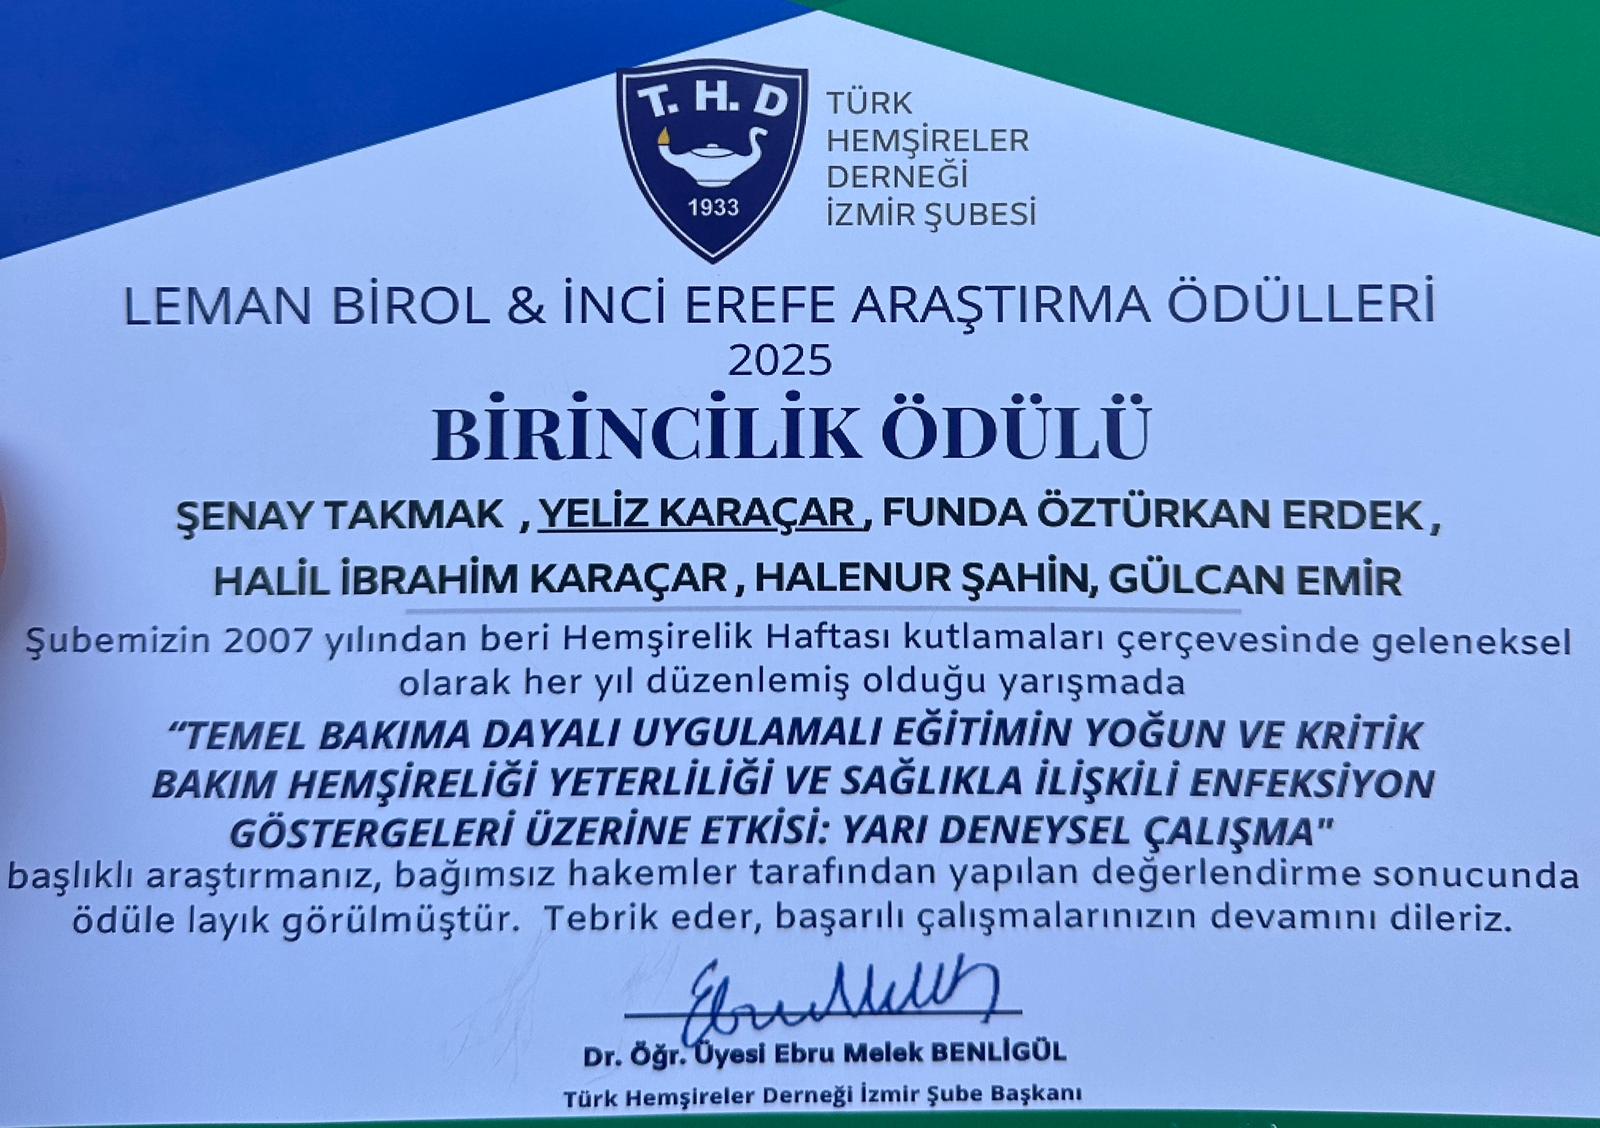 T. H. D
1933
TÜRK
HEMŞİRELER
DERNEĞİ
İZMİR ŞUBESİ
LEMAN BİROL & İNCİ EREFE ARAŞTIRMA ÖDÜLLERİ
2025
BİRİNCİLİK ÖDÜLÜ
ŞENAY TAKMAK , YELİZ KARAÇAR, FUNDA ÖZTÜRKAN ERDEK,
HALİL İBRAHİM KARAÇAR, HALENUR ŞAHİN, GÜLCAN EMİR
Şubemizin 2007 yılından beri Hemşirelik Haftası kutlamaları çerçevesinde geleneksel
olarak her yıl düzenlemiş olduğu yarışmada
“TEMEL BAKIMA DAYALI UYGULAMALI EĞİTİMİN YOĞUN VE KRİTİK
BAKIM HEMŞİRELİĞİ YETERLİLİĞİ VE SAĞLIKLA İLİŞKİLİ ENFEKSİYON
GÖSTERGELERİ ÜZERİNE ETKİSİ: YARI DENEYSEL ÇALIŞMA"
başlıklı araştırmanız, bağımsız hakemler tarafından yapılan değerlendirme sonucunda
ödüle layık görülmüştür. Tebrik eder, başarılı çalışmalarınızın devamını dileriz.
Dr. Öğr. Üyesi Ebru Melek BENLİGÜL
Türk Hemşireler Derneği İzmir Şube Başkanı